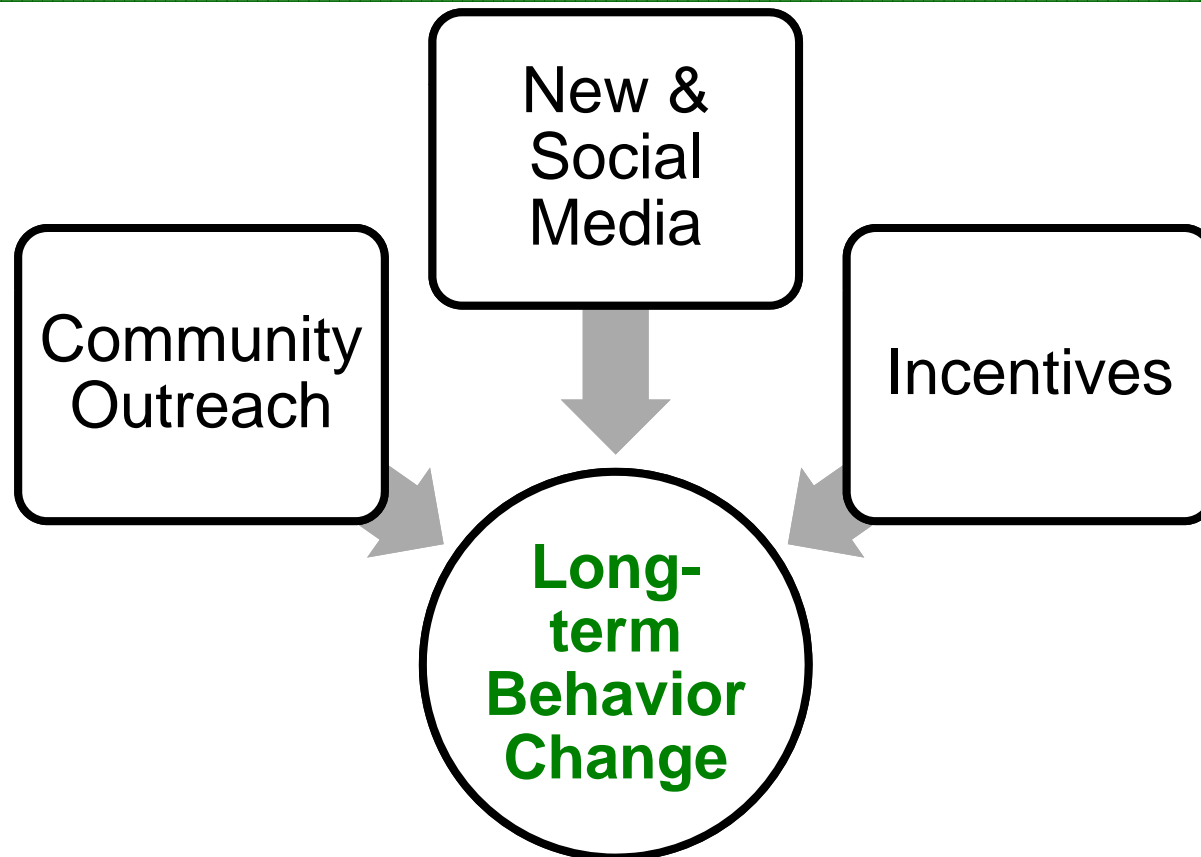 New &
Social
Media
Community
Outreach
Incentives
Long-
term
Behavior
Change